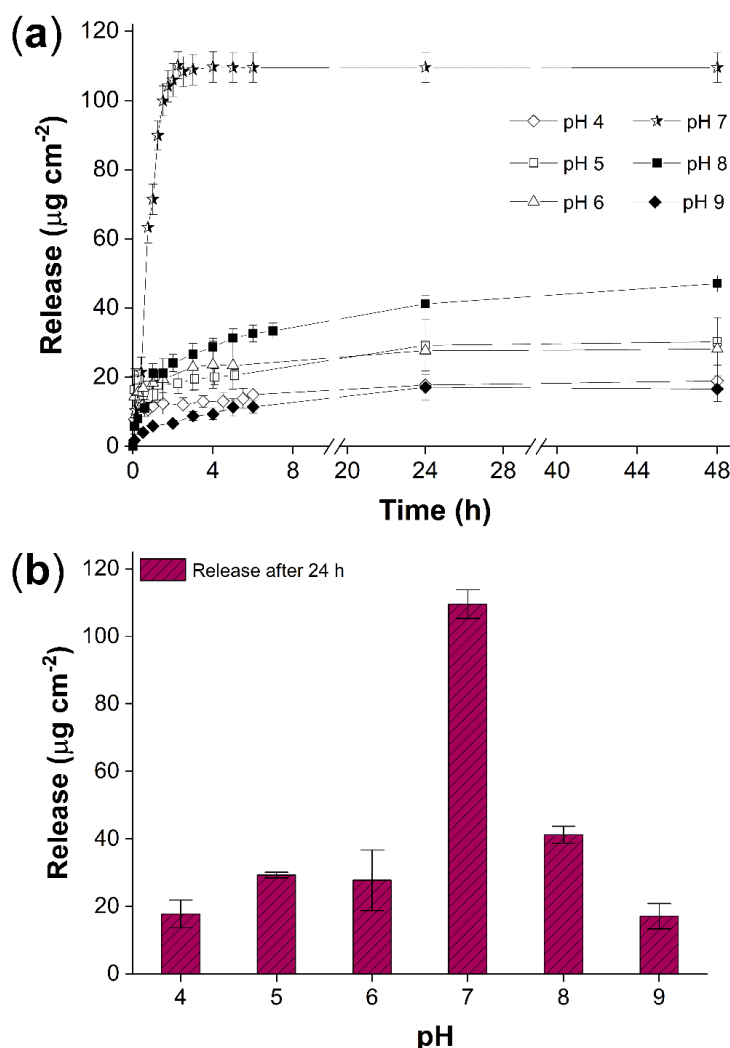 (a)
120
100
80
60
40
20
0
Release (μg cm⁻²)
pH 4 pH 7
pH 5 pH 8
pH 6 pH 9
0 4 8 20 24 28 40 44 48
Time (h)
(b)
Release after 24 h
120
100
80
60
40
20
0
Release (μg cm⁻²)
4 5 6 7 8 9
pH